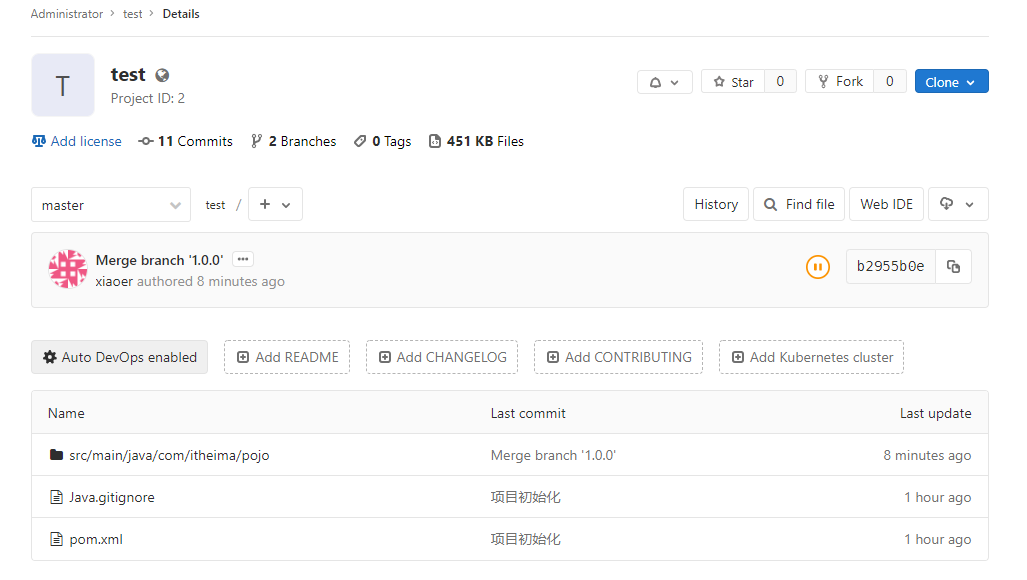 Administrator > test > Details
T
test
Project ID: 2
Star 0 Fork 0 Clone
Add license 11 Commits 2 Branches 0 Tags 451 KB Files
master test / + History Find file Web IDE
Merge branch '1.0.0' ···
xiaoer authored 8 minutes ago
b2955b0e
Auto DevOps enabled Add README Add CHANGELOG Add CONTRIBUTING Add Kubernetes cluster
Name Last commit Last update
src/main/java/com/itheima/pojo Merge branch '1.0.0' 8 minutes ago
Java.gitignore 项目初始化 1 hour ago
pom.xml 项目初始化 1 hour ago